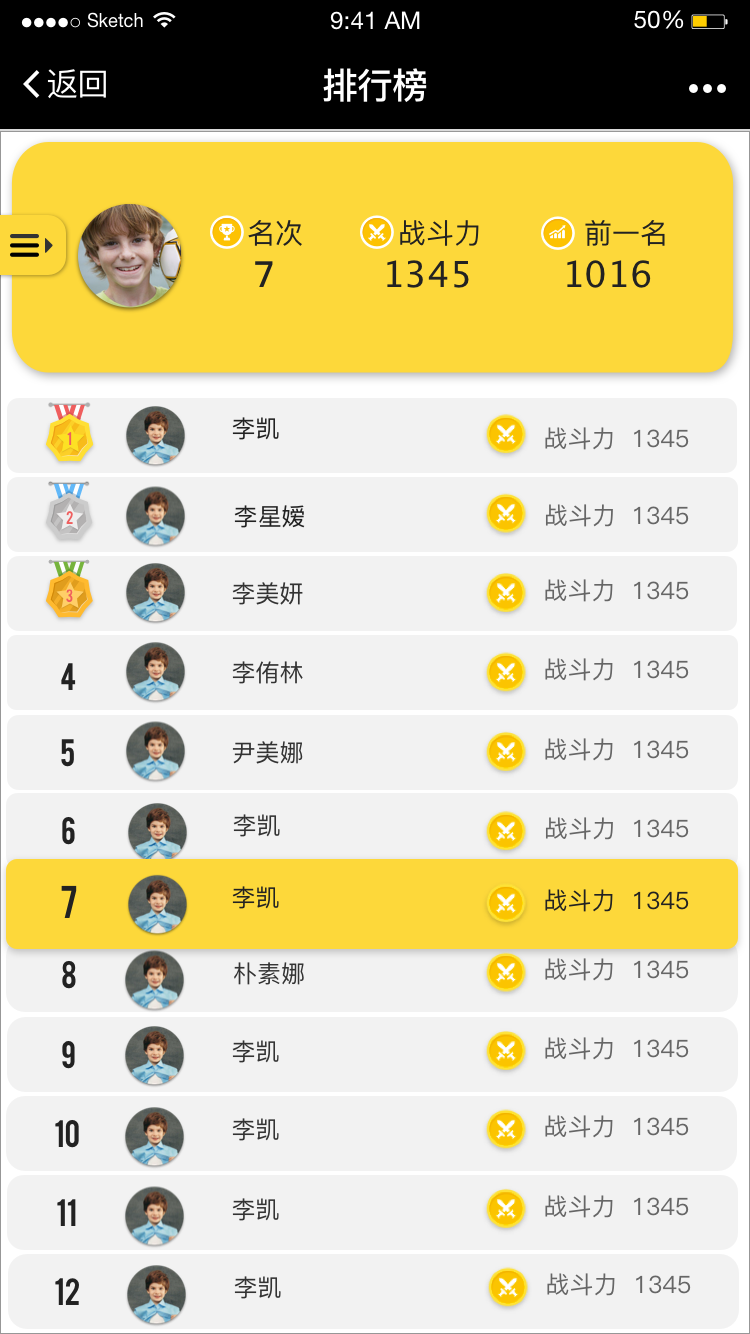 Sketch 9:41 AM 50%
返回 排行榜
名次 战斗力 前一名
7 1345 1016
1 李凯 战斗力 1345
2 李星嫒 战斗力 1345
3 李美妍 战斗力 1345
4 李侑林 战斗力 1345
5 尹美娜 战斗力 1345
6 李凯 战斗力 1345
7 李凯 战斗力 1345
8 朴素娜 战斗力 1345
9 李凯 战斗力 1345
10 李凯 战斗力 1345
11 李凯 战斗力 1345
12 李凯 战斗力 1345